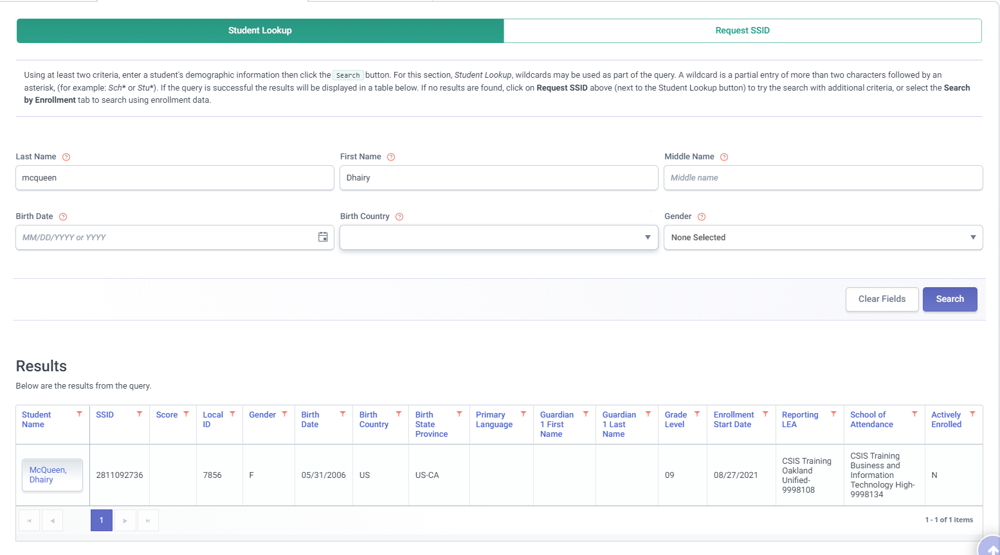 Student Lookup
Request SSID
Using at least two criteria, enter a student's demographic information then click the Search button. For this section, Student Lookup, wildcards may be used as part of the query. A wildcard is a partial entry of more than two characters followed by an
asterisk, (for example: Sch* or Stu*). If the query is successful the results will be displayed in a table below. If no results are found, click on Request SSID above (next to the Student Lookup button) to try the search with additional criteria, or select the Search
by Enrollment tab to search using enrollment data.
Last Name
First Name
Middle Name
mcqueen
Dhairy
Middle name
Birth Date
Birth Country
Gender
MM/DD/YYYY or YYYY
None Selected
Clear Fields
Search
Results
Below are the results from the query.
Student
Name
SSID
Score
Local
ID
Gender
Birth
Date
Birth
Country
Birth
State
Province
Primary
Language
Guardian
1 First
Name
Guardian
1 Last
Name
Grade
Level
Enrollment
Start Date
Reporting
LEA
School of
Attendance
Actively
Enrolled
McQueen,
Dhairy
2811092736
7856
F
05/31/2006
US
US-CA
09
08/27/2021
CSIS Training
Oakland
Unified-
9998108
CSIS Training
Business and
Information
Technology High-
9998134
N
1
1 - 1 of 1 items